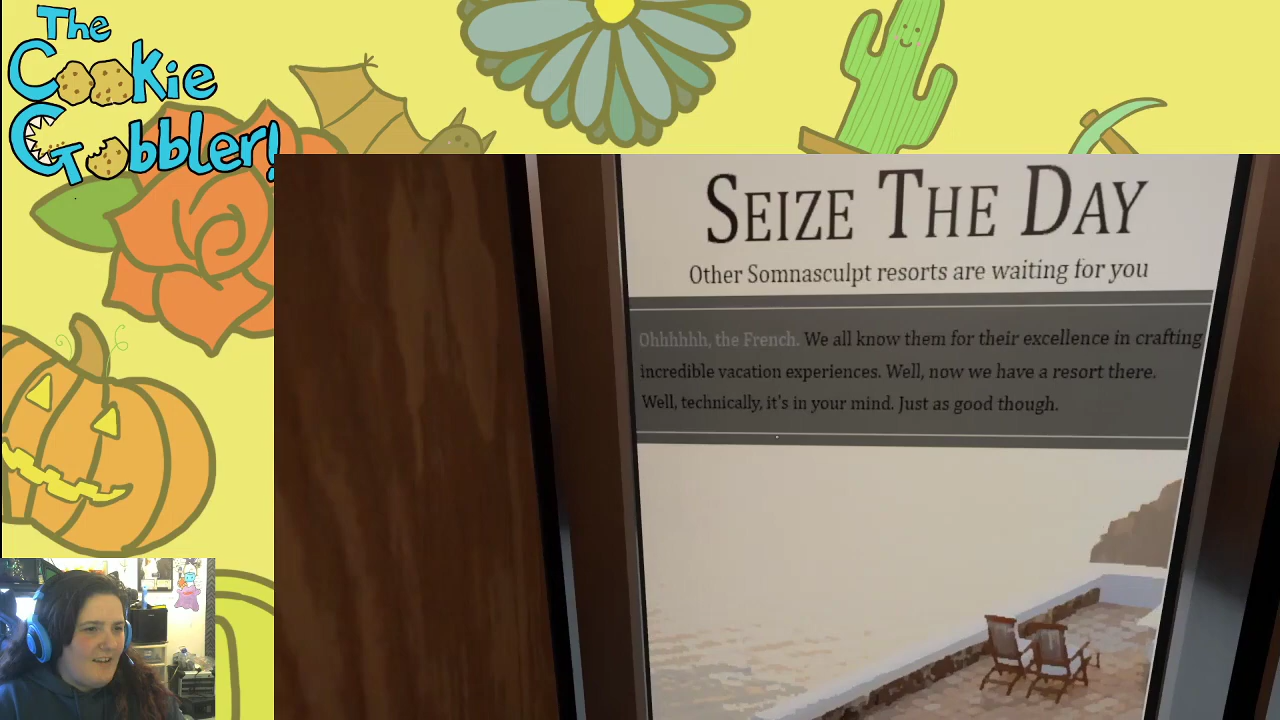 The
Cookie
Gobbler!
SEIZE THE DAY
Other Somnasculpt resorts are waiting for you
Ohhhhhh, the French. We all know them for their excellence in crafting
incredible vacation experiences. Well, now we have a resort there.
Well, technically, it's in your mind. Just as good though.